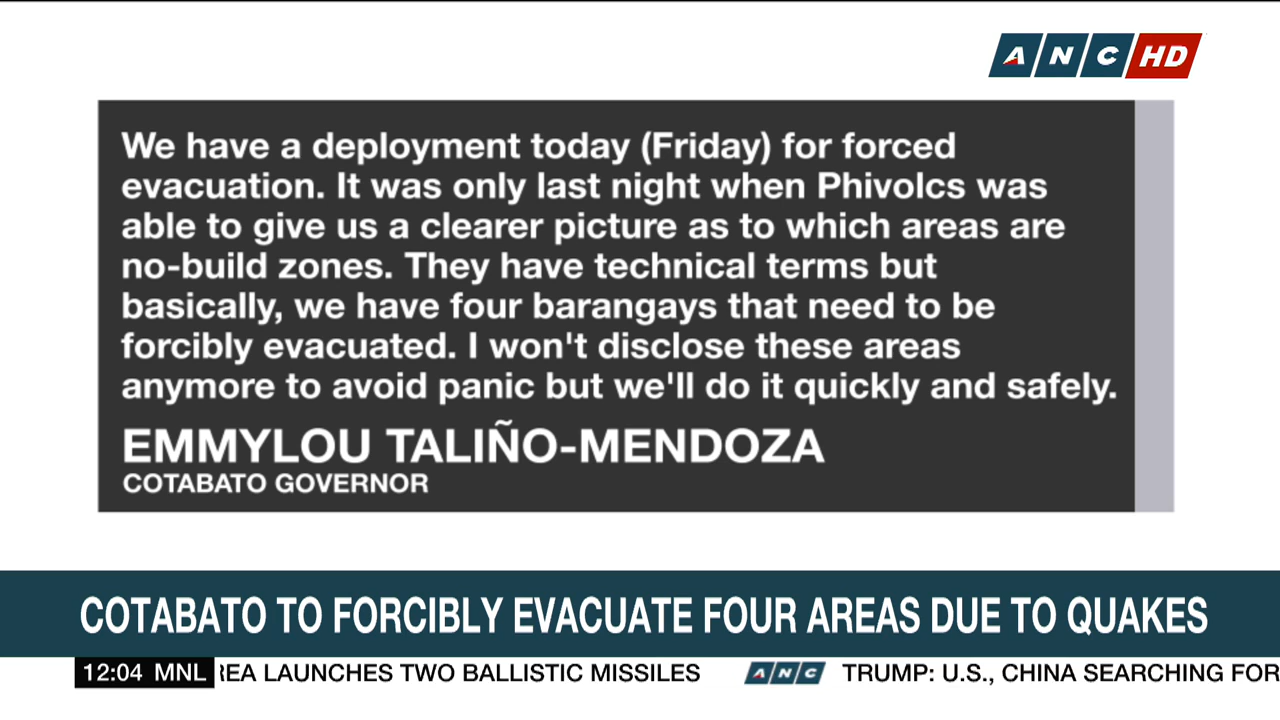 ANC HD
We have a deployment today (Friday) for forced
evacuation. It was only last night when Phivolcs was
able to give us a clearer picture as to which areas are
no-build zones. They have technical terms but
basically, we have four barangays that need to be
forcibly evacuated. I won't disclose these areas
anymore to avoid panic but we'll do it quickly and safely.
EMMYLOU TALIÑO-MENDOZA
COTABATO GOVERNOR
COTABATO TO FORCIBLY EVACUATE FOUR AREAS DUE TO QUAKES
12:04 MNL REA LAUNCHES TWO BALLISTIC MISSILES ANC TRUMP: U.S., CHINA SEARCHING FOR